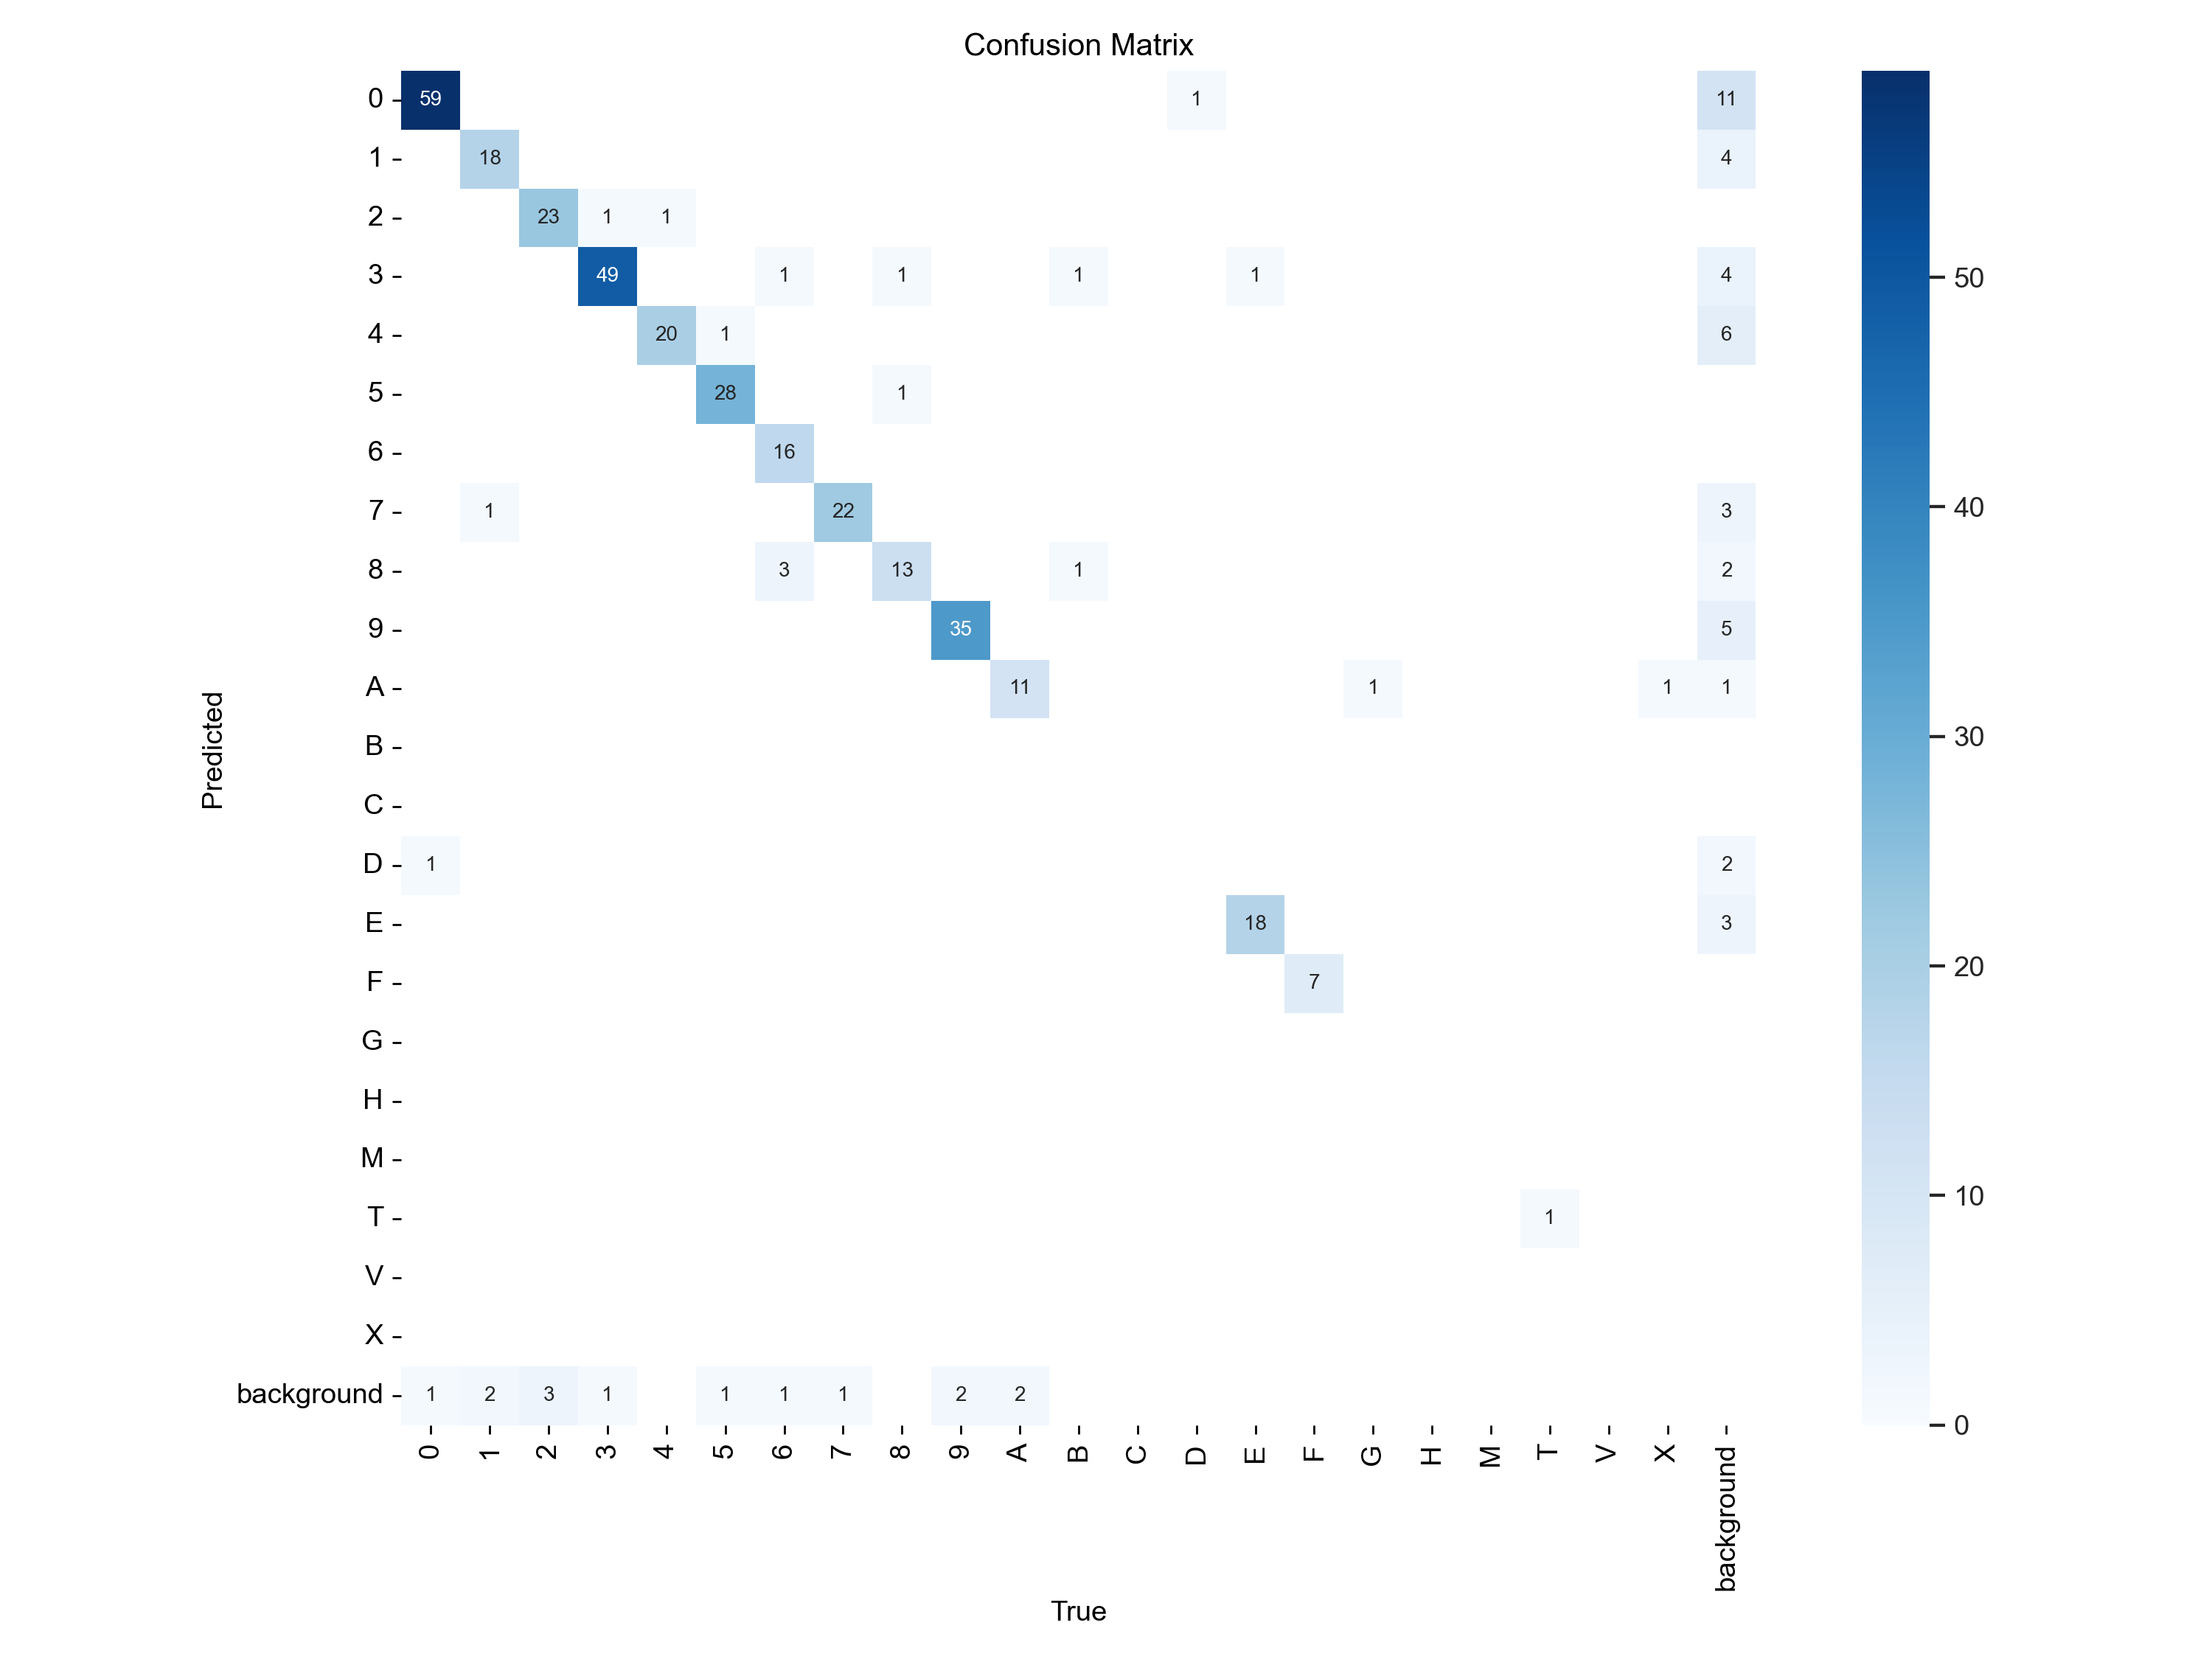 Confusion Matrix
0 59 1 11
1 18 4
2 23 1 1
3 49 1 1 1 1 4 50
4 20 1 6
5 28 1
6 16
7 1 22 3 40
8 3 13 1 2
9 35 5
A 11 1 1 1
Predicted
B 30
C
D 1 2
E 18 3
F 7 20
G
H
M
T 1 10
V
X
background 1 2 3 1 1 1 1 2 2 0
0 1 2 3 4 5 6 7 8 9 A B C D E F G H M T V X background
True